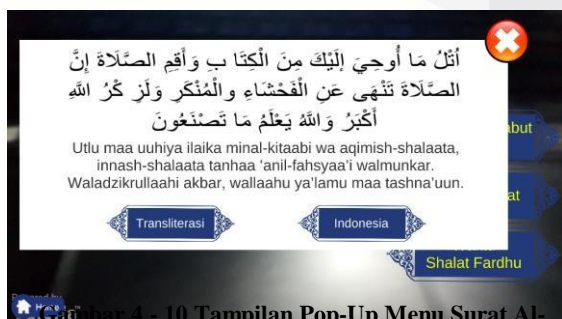 اُتْلُ مَا أُوحِيَ إِلَيْكَ مِنَ الْكِتَا بِ وَأَقِمِ الصَّلَاةَ إِنَّ
الصَّلَاةَ تَنْهَى عَنِ الْفَحْشَاءِ والْمُنْكَرِ وَلَزِ كْرُ اللَّهِ
أَكْبَرُ وَاللَّهُ يَعْلَمُ مَا تَصْنَعُونَ
Utlu maa uuhiya ilaika minal-kitaabi wa aqimish-shalaata,
innash-shalaata tanhaa ‘anil-fahsyaa’i walmunkar.
Waladzikrullaahi akbar, wallaahu ya’lamu maa tashna’uun.
Transliterasi
Indonesia
but
at
Shalat Fardhu
Gambar 4 - 10 Tampilan Pop-Up Menu Surat Al-